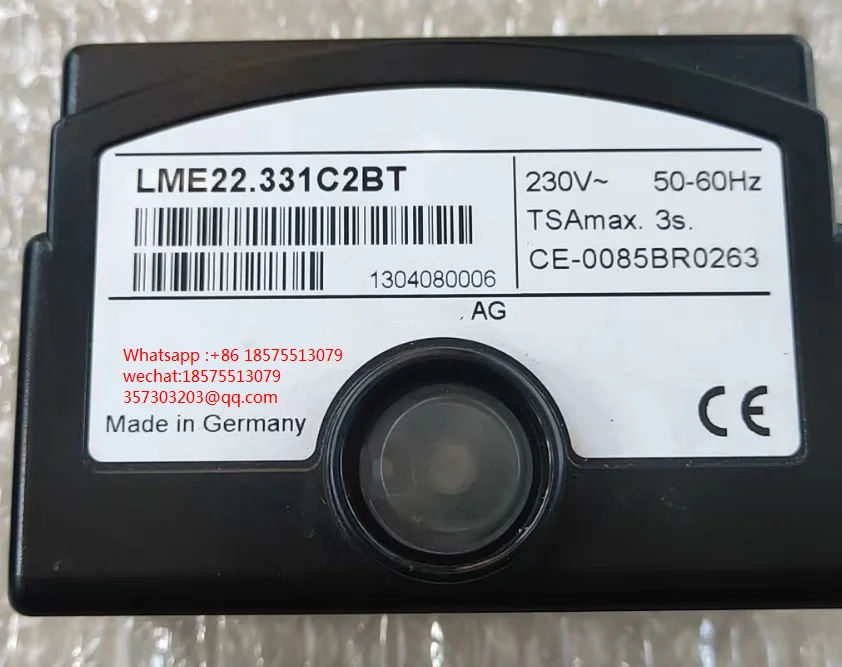 LME22.331C2BT
230V~ 50-60Hz
TSAmax. 3s.
CE-0085BR0263
1304080006
AG
Whatsapp :+86 18575513079
wechat:18575513079
357303203@qq.com
Made in Germany
CE